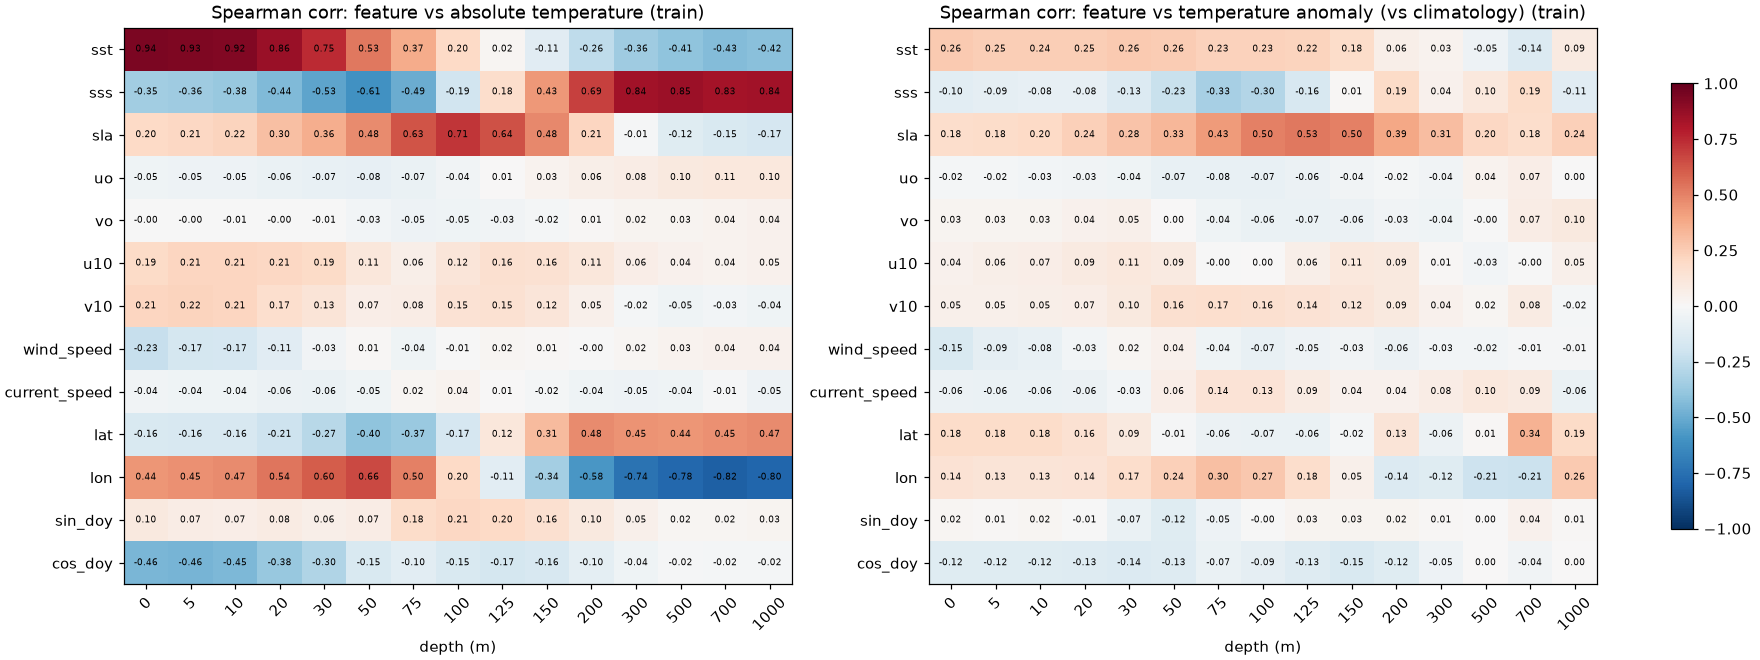 Spearman corr: feature vs absolute temperature (train)
sst 0.94 0.93 0.92 0.86 0.75 0.53 0.37 0.20 0.02 -0.11 -0.26 -0.36 -0.41 -0.43 -0.42
sss -0.35 -0.36 -0.38 -0.44 -0.53 -0.61 -0.49 -0.19 0.18 0.43 0.69 0.84 0.85 0.83 0.84
sla 0.20 0.21 0.22 0.30 0.36 0.48 0.63 0.71 0.64 0.48 0.21 -0.01 -0.12 -0.15 -0.17
uo -0.05 -0.05 -0.05 -0.06 -0.07 -0.08 -0.07 -0.04 0.01 0.03 0.06 0.08 0.10 0.11 0.10
vo -0.00 -0.00 -0.01 -0.00 -0.01 -0.03 -0.05 -0.05 -0.03 -0.02 0.01 0.02 0.03 0.04 0.04
u10 0.19 0.21 0.21 0.21 0.19 0.11 0.06 0.12 0.16 0.16 0.11 0.06 0.04 0.04 0.05
v10 0.21 0.22 0.21 0.17 0.13 0.07 0.08 0.15 0.15 0.12 0.05 -0.02 -0.05 -0.03 -0.04
wind_speed -0.23 -0.17 -0.17 -0.11 -0.03 0.01 -0.04 -0.01 0.02 0.01 -0.00 0.02 0.03 0.04 0.04
current_speed -0.04 -0.04 -0.04 -0.06 -0.06 -0.05 0.02 0.04 0.01 -0.02 -0.04 -0.05 -0.04 -0.01 -0.05
lat -0.16 -0.16 -0.16 -0.21 -0.27 -0.40 -0.37 -0.17 0.12 0.31 0.48 0.45 0.44 0.45 0.47
lon 0.44 0.45 0.47 0.54 0.60 0.66 0.50 0.20 -0.11 -0.34 -0.58 -0.74 -0.78 -0.82 -0.80
sin_doy 0.10 0.07 0.07 0.08 0.06 0.07 0.18 0.21 0.20 0.16 0.10 0.05 0.02 0.02 0.03
cos_doy -0.46 -0.46 -0.45 -0.38 -0.30 -0.15 -0.10 -0.15 -0.17 -0.16 -0.10 -0.04 -0.02 -0.02 -0.02
0 5 10 20 30 50 75 100 125 150 200 300 500 700 1000
depth (m)
Spearman corr: feature vs temperature anomaly (vs climatology) (train)
sst 0.26 0.25 0.24 0.25 0.26 0.26 0.23 0.23 0.22 0.18 0.06 0.03 -0.05 -0.14 0.09
sss -0.10 -0.09 -0.08 -0.08 -0.13 -0.23 -0.33 -0.30 -0.16 0.01 0.19 0.04 0.10 0.19 -0.11
sla 0.18 0.18 0.20 0.24 0.28 0.33 0.43 0.50 0.53 0.50 0.39 0.31 0.20 0.18 0.24
uo -0.02 -0.02 -0.03 -0.03 -0.04 -0.07 -0.08 -0.07 -0.06 -0.04 -0.02 -0.04 0.04 0.07 0.00
vo 0.03 0.03 0.03 0.04 0.05 0.00 -0.04 -0.06 -0.07 -0.06 -0.03 -0.04 -0.00 0.07 0.10
u10 0.04 0.06 0.07 0.09 0.11 0.09 -0.00 0.00 0.06 0.11 0.09 0.01 -0.03 -0.00 0.05
v10 0.05 0.05 0.05 0.07 0.10 0.16 0.17 0.16 0.14 0.12 0.09 0.04 0.02 0.08 -0.02
wind_speed -0.15 -0.09 -0.08 -0.03 0.02 0.04 -0.04 -0.07 -0.05 -0.03 -0.06 -0.03 -0.02 -0.01 -0.01
current_speed -0.06 -0.06 -0.06 -0.06 -0.03 0.06 0.14 0.13 0.09 0.04 0.04 0.08 0.10 0.09 -0.06
lat 0.18 0.18 0.18 0.16 0.09 -0.01 -0.06 -0.07 -0.06 -0.02 0.13 -0.06 0.01 0.34 0.19
lon 0.14 0.13 0.13 0.14 0.17 0.24 0.30 0.27 0.18 0.05 -0.14 -0.12 -0.21 -0.21 0.26
sin_doy 0.02 0.01 0.02 -0.01 -0.07 -0.12 -0.05 -0.00 0.03 0.03 0.02 0.01 0.00 0.04 0.01
cos_doy -0.12 -0.12 -0.12 -0.13 -0.14 -0.13 -0.07 -0.09 -0.13 -0.15 -0.12 -0.05 0.00 -0.04 0.00
0 5 10 20 30 50 75 100 125 150 200 300 500 700 1000
depth (m)
1.00
0.75
0.50
0.25
0.00
−0.25
−0.50
−0.75
−1.00